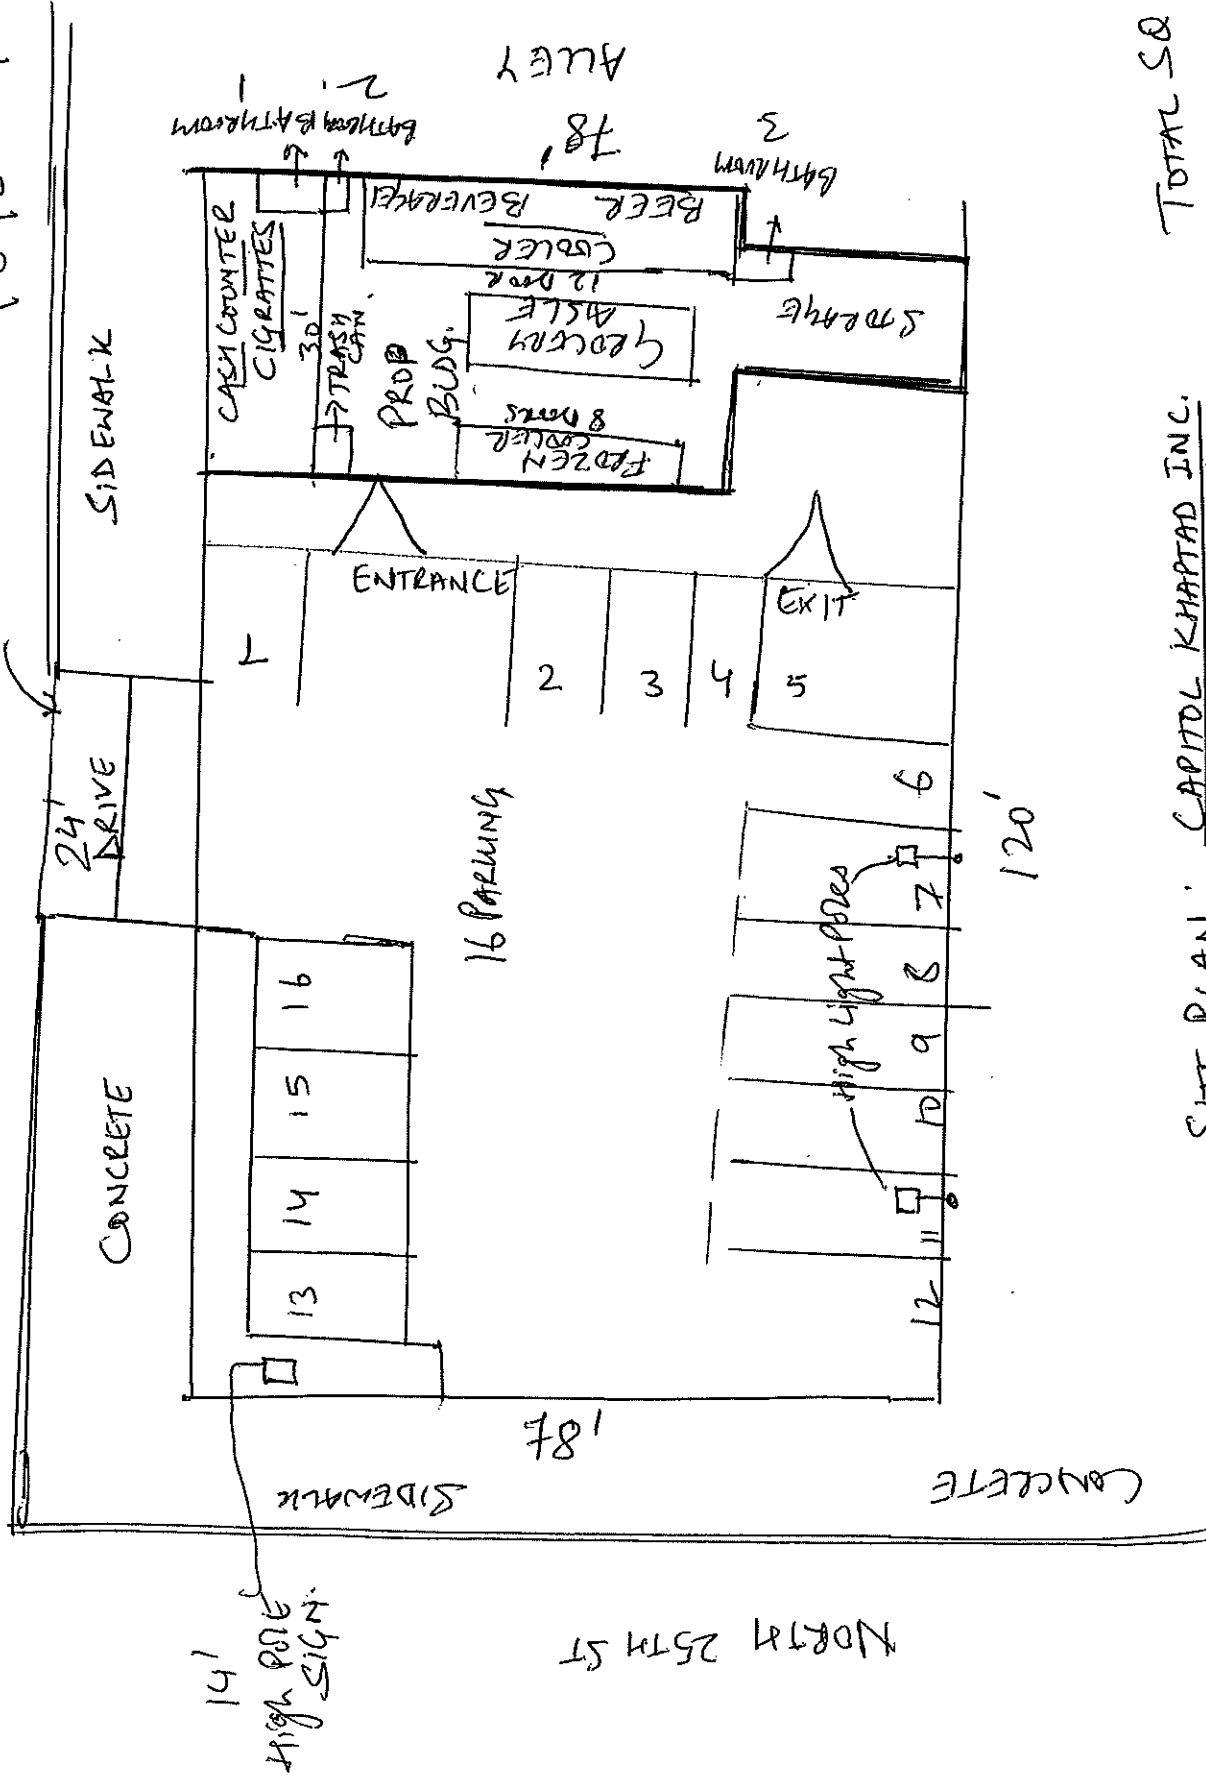 SIDEWALK
ALLEY
BATHROOM
1
BATHROOM
2.
78'
BATHROOM
3
CASH COUNTER
CIGRATTES
30'
TRASH
CAN.
BEER BEVERAGE
COOLER
12 DOOR
GROCERY
AISLE
PROP
BLDG.
FROZEN
COOLER
8 DOORS
STORAGE
ENTRANCE
EXIT
24'
DRIVE
1
2
3
4
5
6
7
8
9
10
11
12
13
14
15
16
16 PARKING
High Light Poles
120'
CONCRETE
78'
SIDEWALK
CONCRETE
14'
High POLE
SIGN.
NORTH 25TH ST
TOTAL SQ
SITE PLAN: CAPITOL KHAPTAD INC.